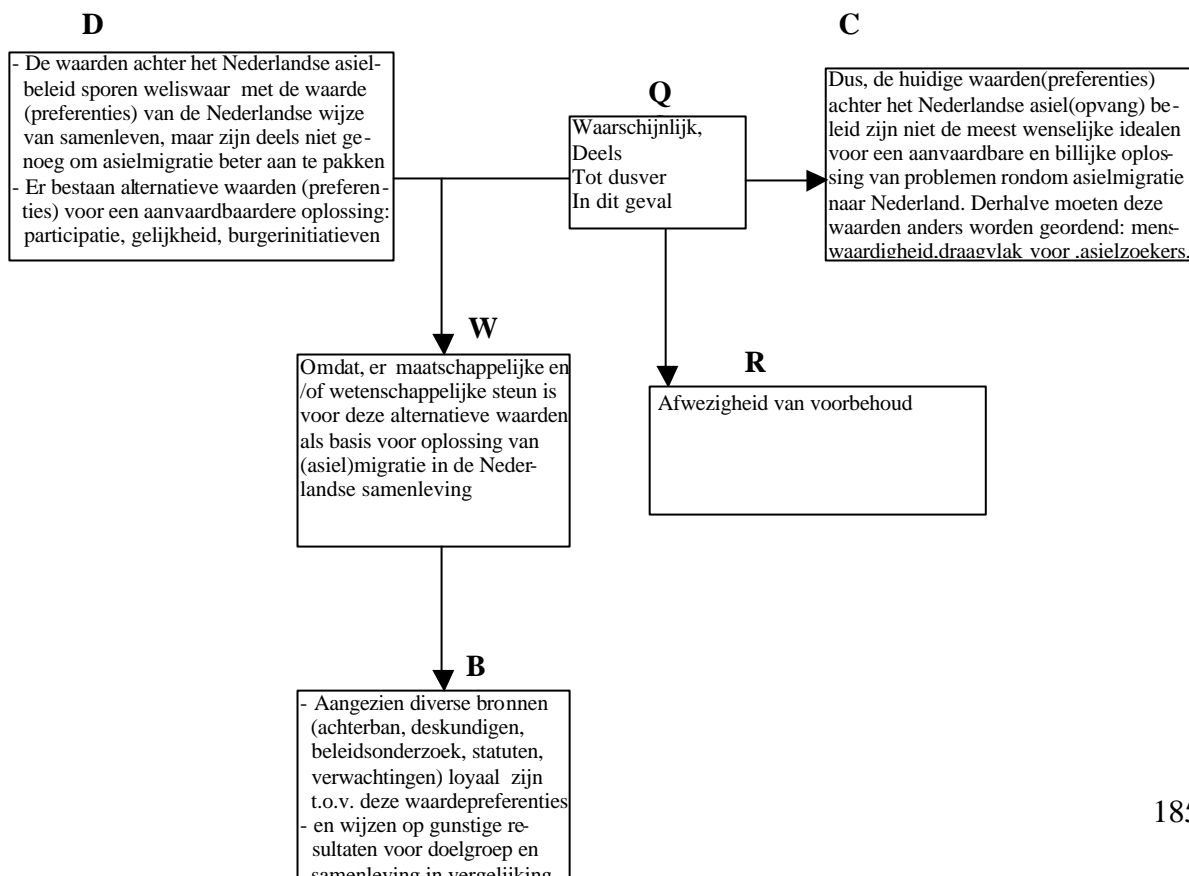 D
- De waarden achter het Nederlandse asiel-
beleid sporen weliswaar met de waarde
(preferenties) van de Nederlandse wijze
van samenleven, maar zijn deels niet ge-
noeg om asielmigratie beter aan te pakken
- Er bestaan alternatieve waarden (preferen-
ties) voor een aanvaardbaardere oplossing:
participatie, gelijkheid, burgerinitiatieven
Q
Waarschijnlijk,
Deels
Tot dusver
In dit geval
C
Dus, de huidige waarden(preferenties)
achter het Nederlandse asiel(opvang) be-
leid zijn niet de meest wenselijke idealen
voor een aanvaardbare en billijke oplos-
sing van problemen rondom asielmigratie
naar Nederland. Derhalve moeten deze
waarden anders worden geordend: mens-
waardigheid,draagvlak voor ,asielzoekers,
W
Omdat, er maatschappelijke en
/of wetenschappelijke steun is
voor deze alternatieve waarden
als basis voor oplossing van
(asiel)migratie in de Neder-
landse samenleving
R
Afwezigheid van voorbehoud
B
- Aangezien diverse bronnen
(achterban, deskundigen,
beleidsonderzoek, statuten,
verwachtingen) loyaal zijn
t.o.v. deze waardepreferenties
- en wijzen op gunstige re-
sultaten voor doelgroep en
samenleving in vergelijking
185